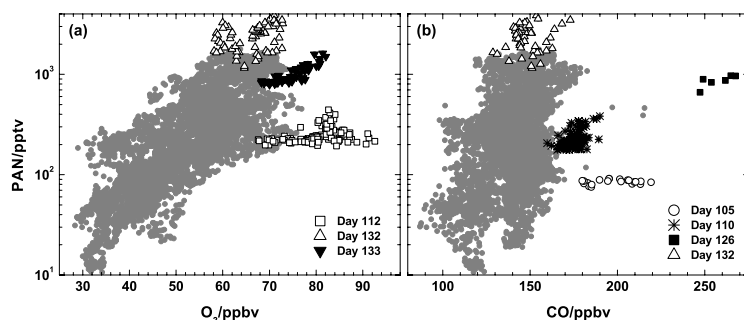 (a)
(b)
PAN/pptv
10³
10²
10¹
Day 112
Day 132
Day 133
Day 105
Day 110
Day 126
Day 132
30 40 50 60 70 80 90
100 150 200 250
O₃/ppbv
CO/ppbv